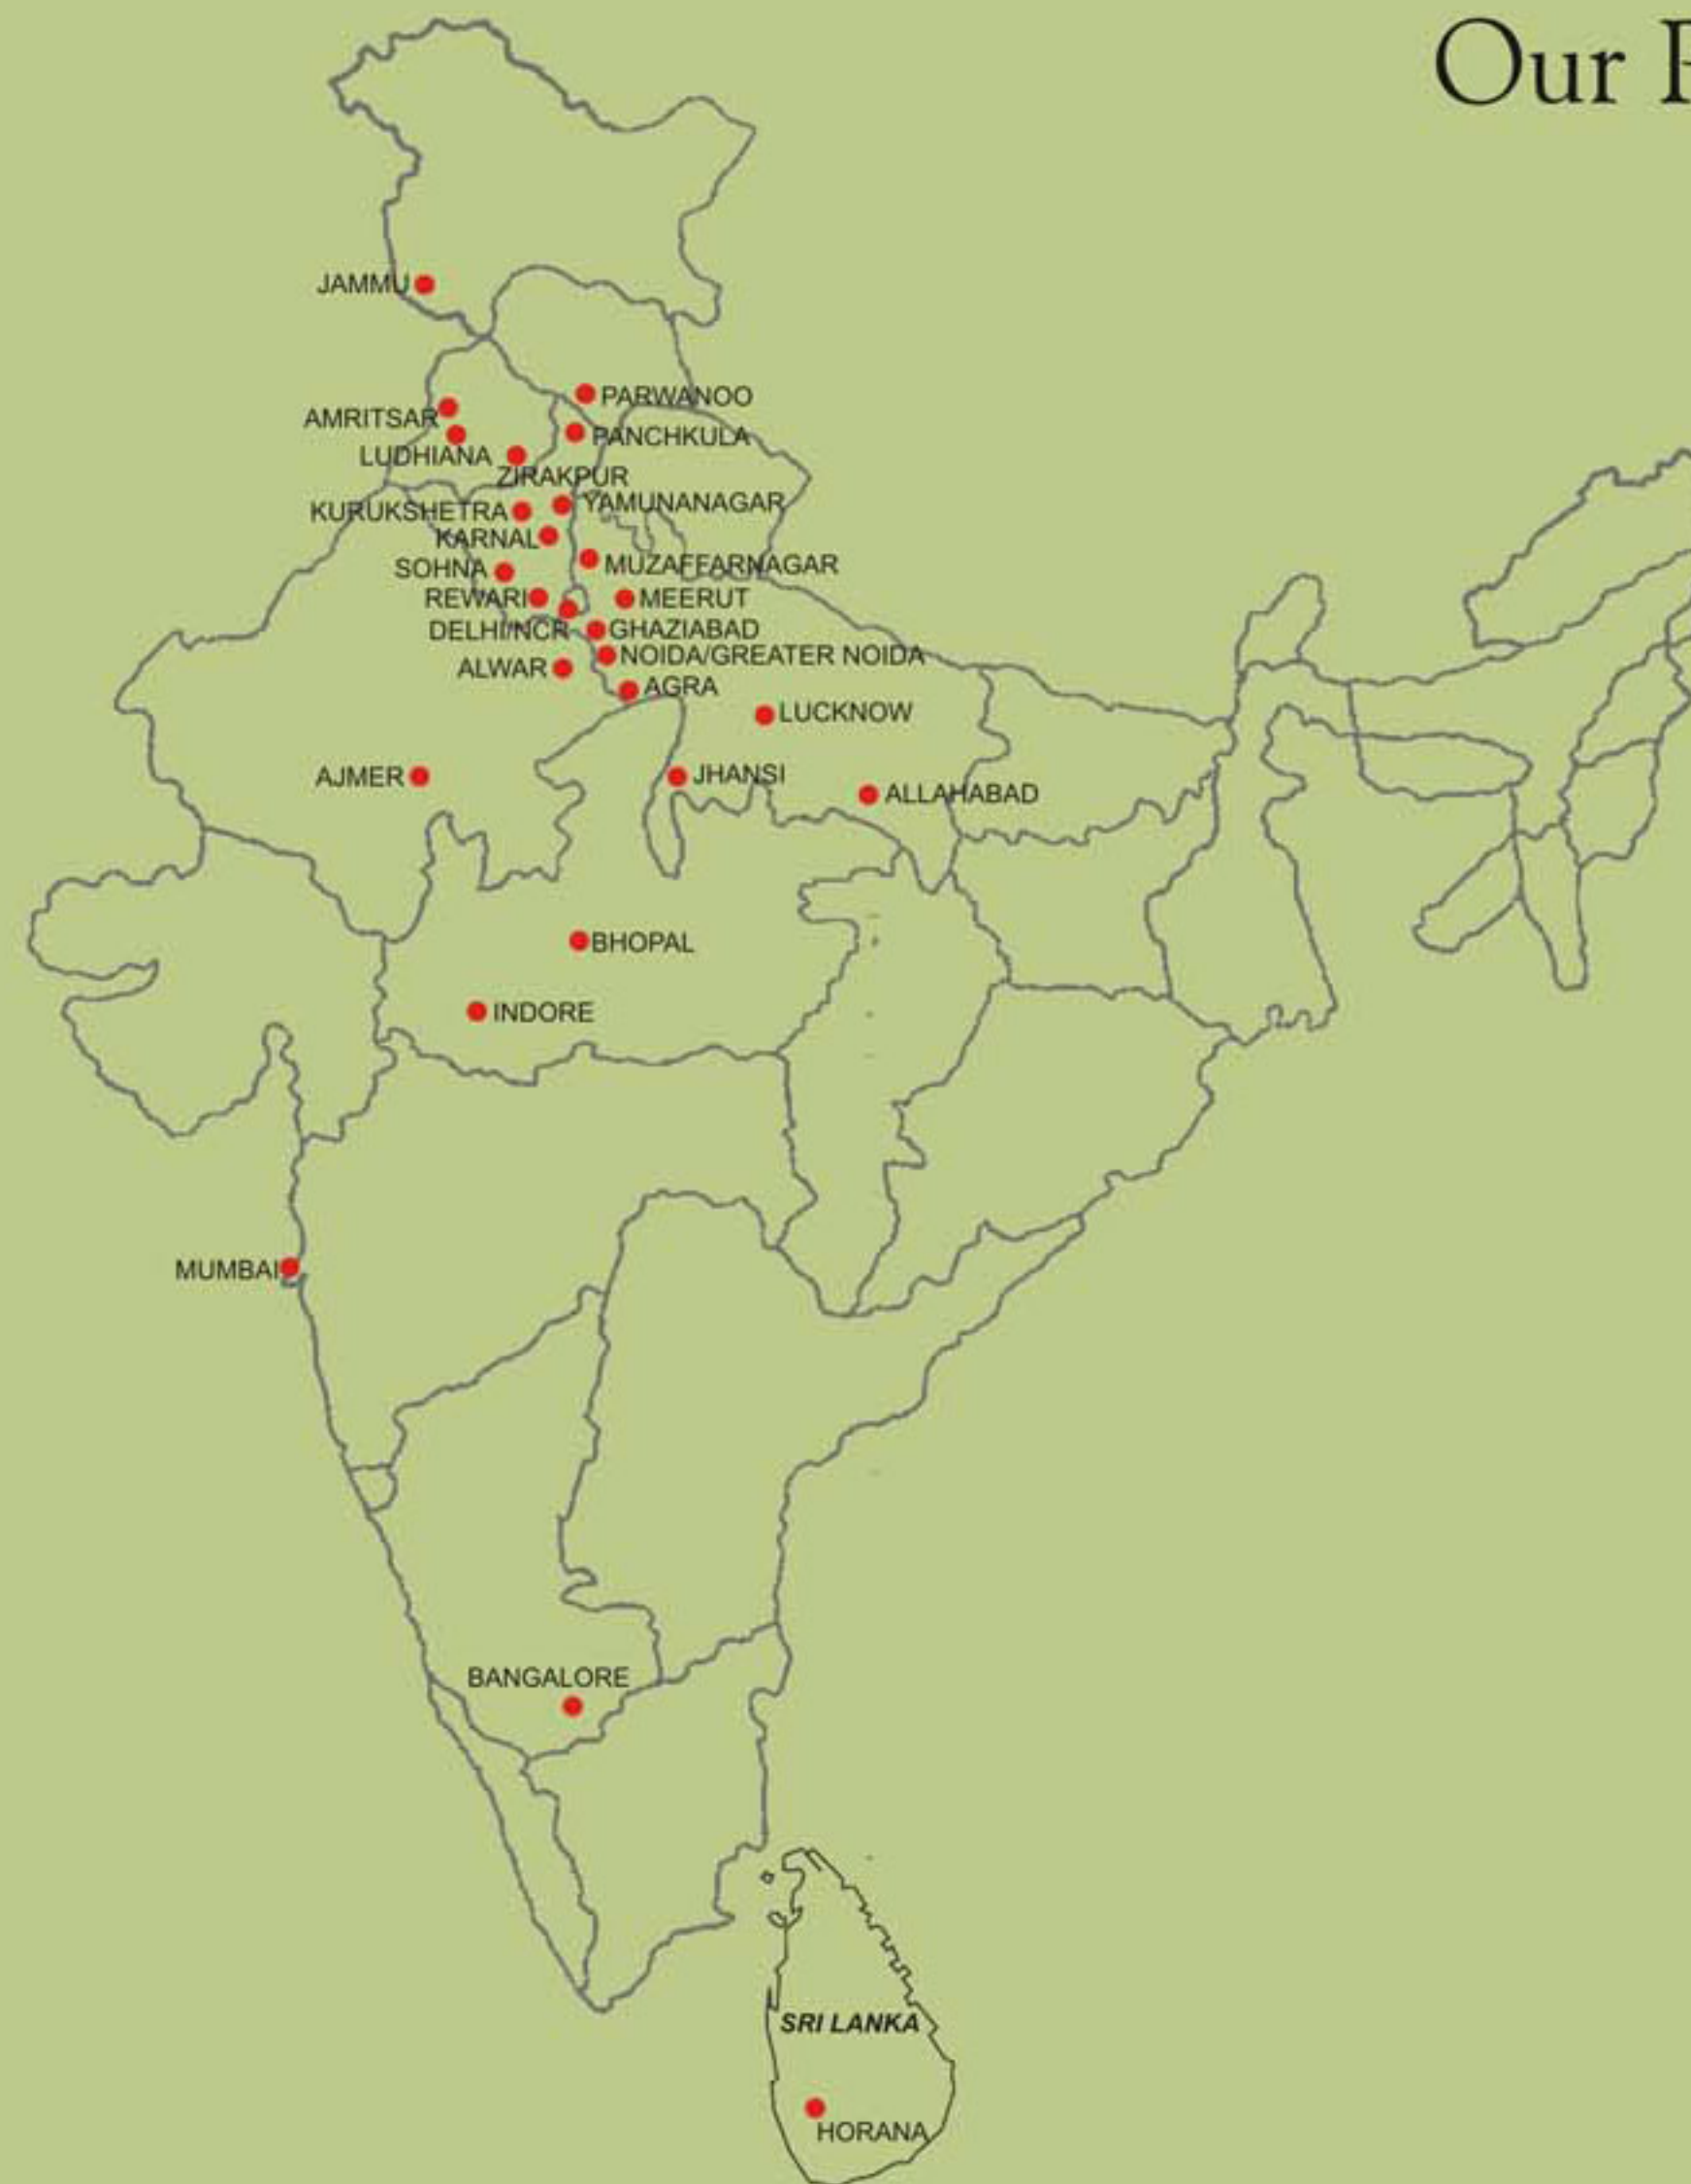 Our
JAMMU
PARWANOO
AMRITSAR
PANCHKULA
LUDHIANA
ZIRAKPUR
YAMUNANAGAR
KURUKSHETRA
KARNAL
MUZAFFARNAGAR
SOHNA
REWARI
MEERUT
DELHI/NCR
GHAZIABAD
NOIDA/GREATER NOIDA
ALWAR
AGRA
LUCKNOW
AJMER
JHANSI
ALLAHABAD
BHOPAL
INDORE
MUMBAI
BANGALORE
SRI LANKA
HORANA